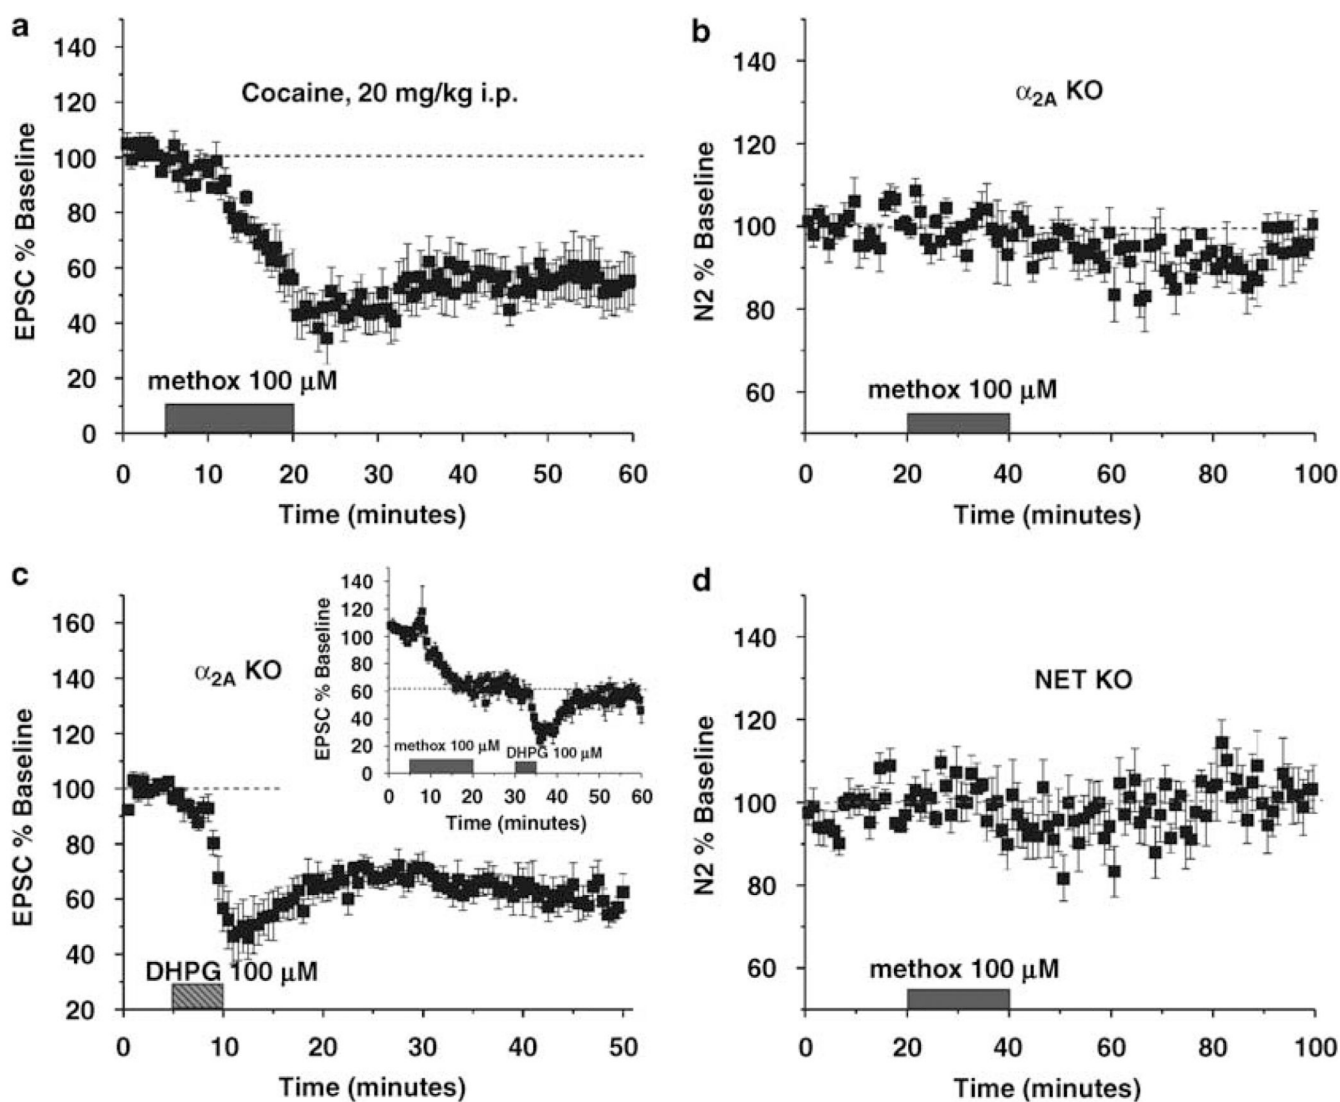 a
140
120
100
80
60
40
20
0
EPSC % Baseline
Cocaine, 20 mg/kg i.p.
methox 100 μM
0 10 20 30 40 50 60
Time (minutes)
b
140
120
100
80
60
N2 % Baseline
α2A KO
methox 100 μM
0 20 40 60 80 100
Time (minutes)
c
160
140
120
100
80
60
40
20
EPSC % Baseline
α2A KO
DHPG 100 μM
0 10 20 30 40 50
Time (minutes)
140
120
100
80
60
40
20
0
EPSC % Baseline
methox 100 μM
DHPG 100 μM
0 10 20 30 40 50 60
Time (minutes)
d
140
120
100
80
60
N2 % Baseline
NET KO
methox 100 μM
0 20 40 60 80 100
Time (minutes)